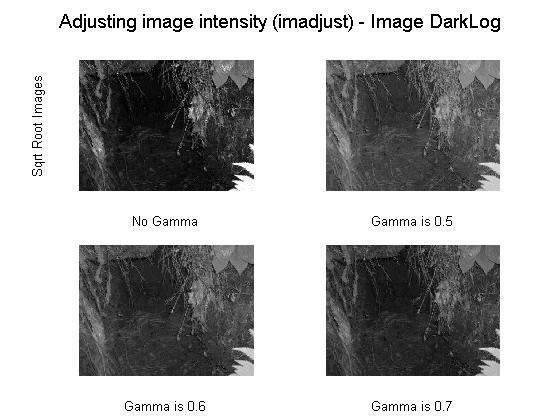 Adjusting image intensity (imadjust) - Image DarkLog
Sqrt Root Images
No Gamma
Gamma is 0.5
Gamma is 0.6
Gamma is 0.7